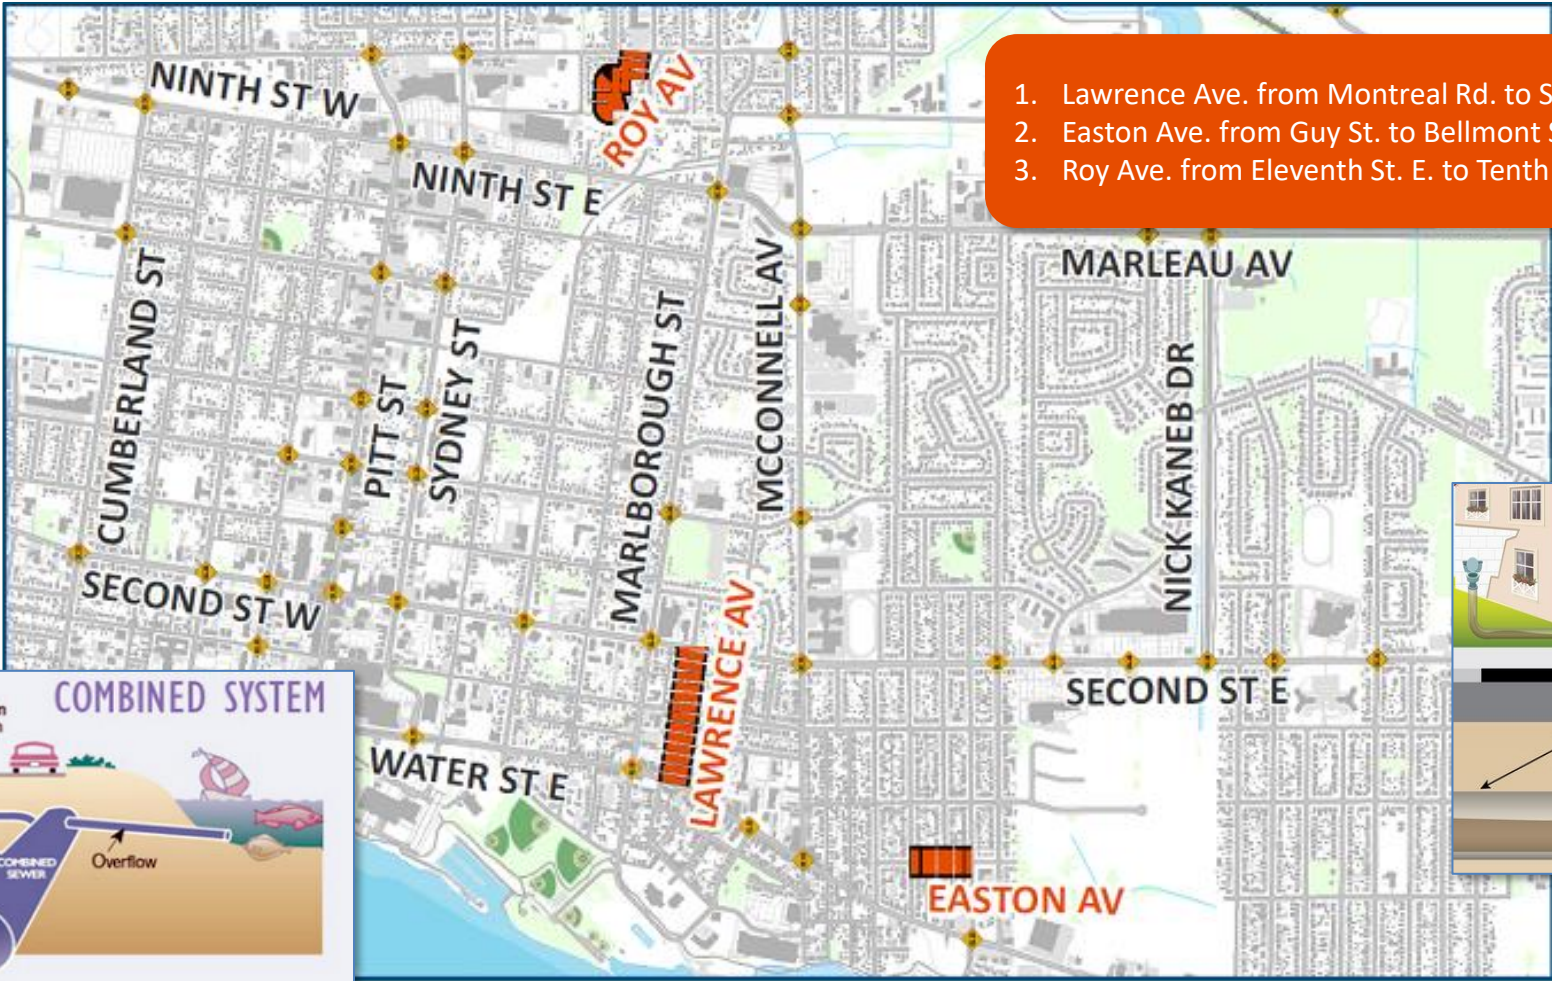 1. Lawrence Ave. from Montreal Rd. to S
2. Easton Ave. from Guy St. to Bellmont S
3. Roy Ave. from Eleventh St. E. to Tenth
NINTH ST W
ROY AV
NINTH ST E
MARLEAU AV
CUMBERLAND ST
PITT ST
SYDNEY ST
MARLBOROUGH ST
MCCONNELL AV
NICK KANEB DR
SECOND ST W
LAWRENCE AV
SECOND ST E
WATER ST E
EASTON AV
COMBINED SYSTEM
Overflow
COMBINED
SEWER